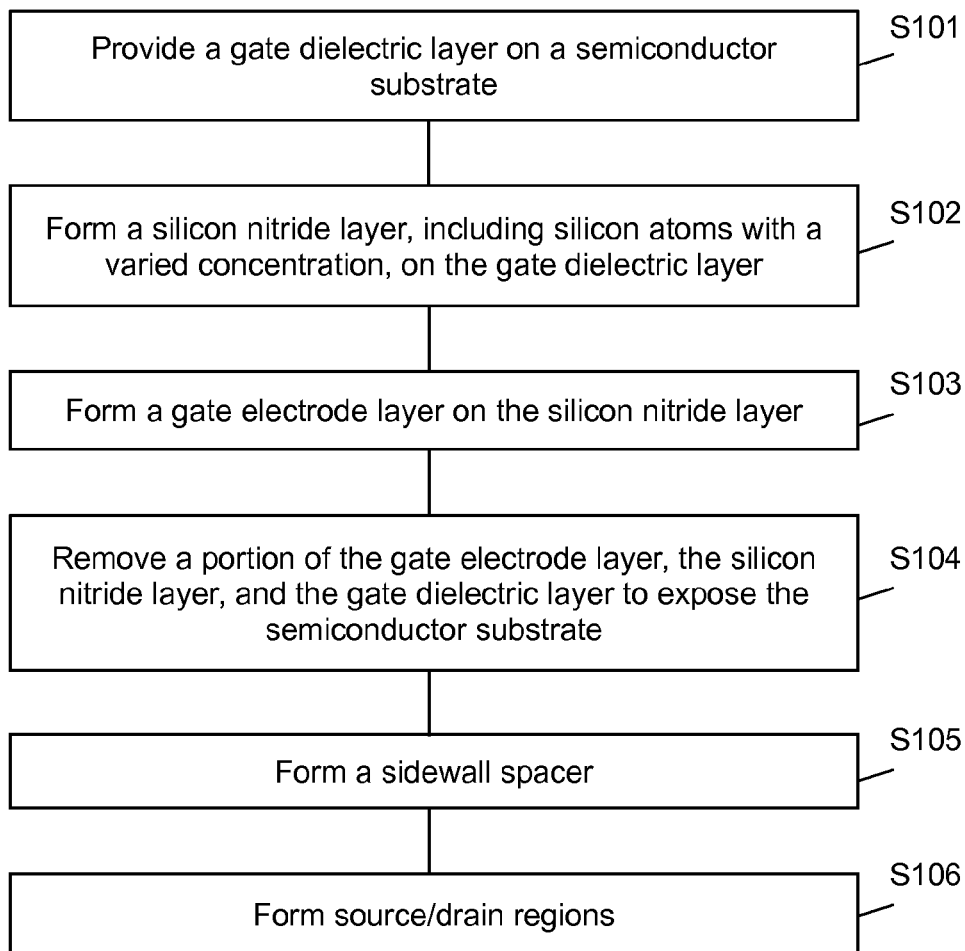 S101
Provide a gate dielectric layer on a semiconductor
substrate
S102
Form a silicon nitride layer, including silicon atoms with a
varied concentration, on the gate dielectric layer
S103
Form a gate electrode layer on the silicon nitride layer
S104
Remove a portion of the gate electrode layer, the silicon
nitride layer, and the gate dielectric layer to expose the
semiconductor substrate
S105
Form a sidewall spacer
S106
Form source/drain regions